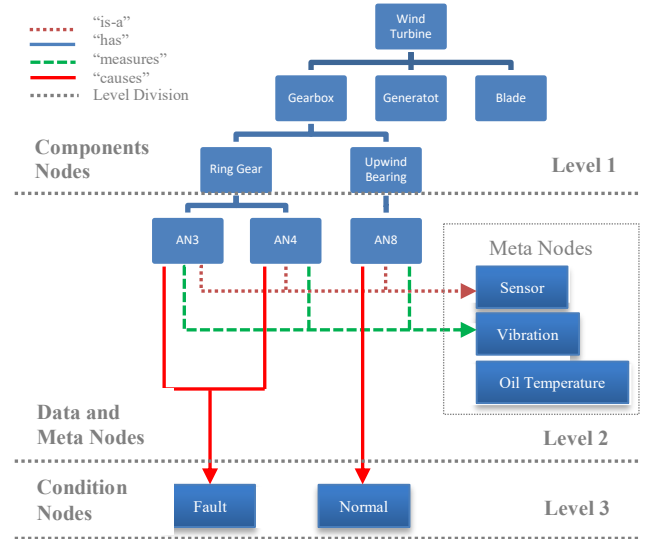 “is-a”
“has”
“measures”
“causes”
Level Division
Wind
Turbine
Gearbox
Generatot
Blade
Components
Nodes
Ring Gear
Upwind
Bearing
Level 1
AN3
AN4
AN8
Meta Nodes
Sensor
Vibration
Oil Temperature
Data and
Meta Nodes
Level 2
Condition
Nodes
Fault
Normal
Level 3